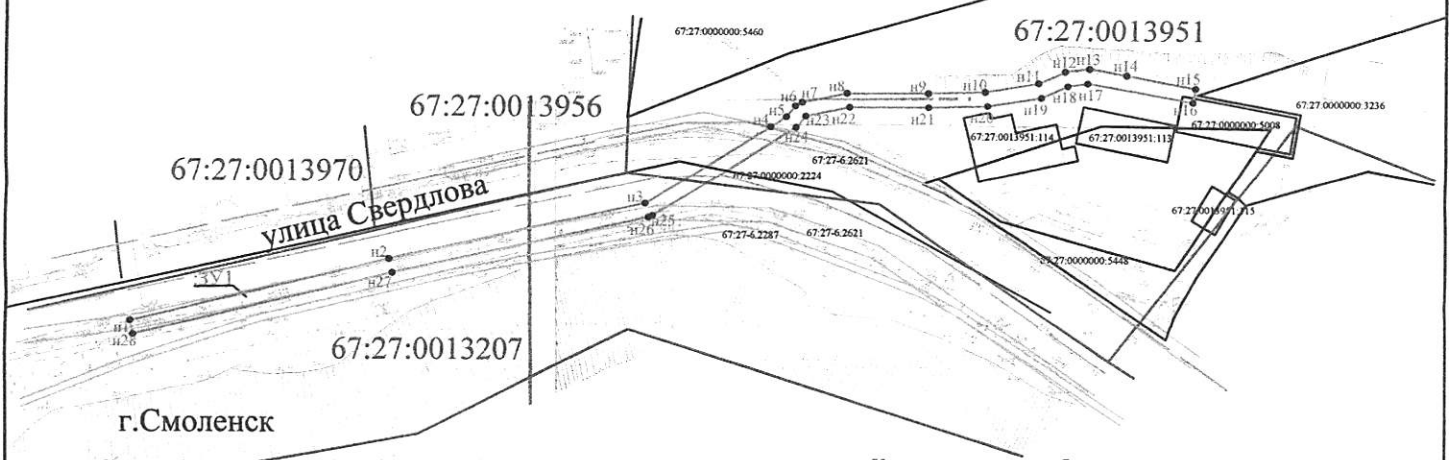 67:27:0000000:5460
67:27:0013951
н12
н13
н14
н11
н15
н10
н9
н8
н7
н6
н5
н4
67:27:0013956
н16
н17
н18
н19
н20
н21
н22
н23
н24
67:27:0000000:3236
67:27:0000000:5008
67:27:0013951:114
67:27:0013951:113
67:27:0013970
67:27-6.2621
67:27:0000000:2224
улица Свердлова
н3
н25
н26
67:27:0013951:115
67:27-6.2287
67:27-6.2621
н2
67:27:0000000:5448
н27
:ЗУ1
н1
н28
67:27:0013207
г.Смоленск